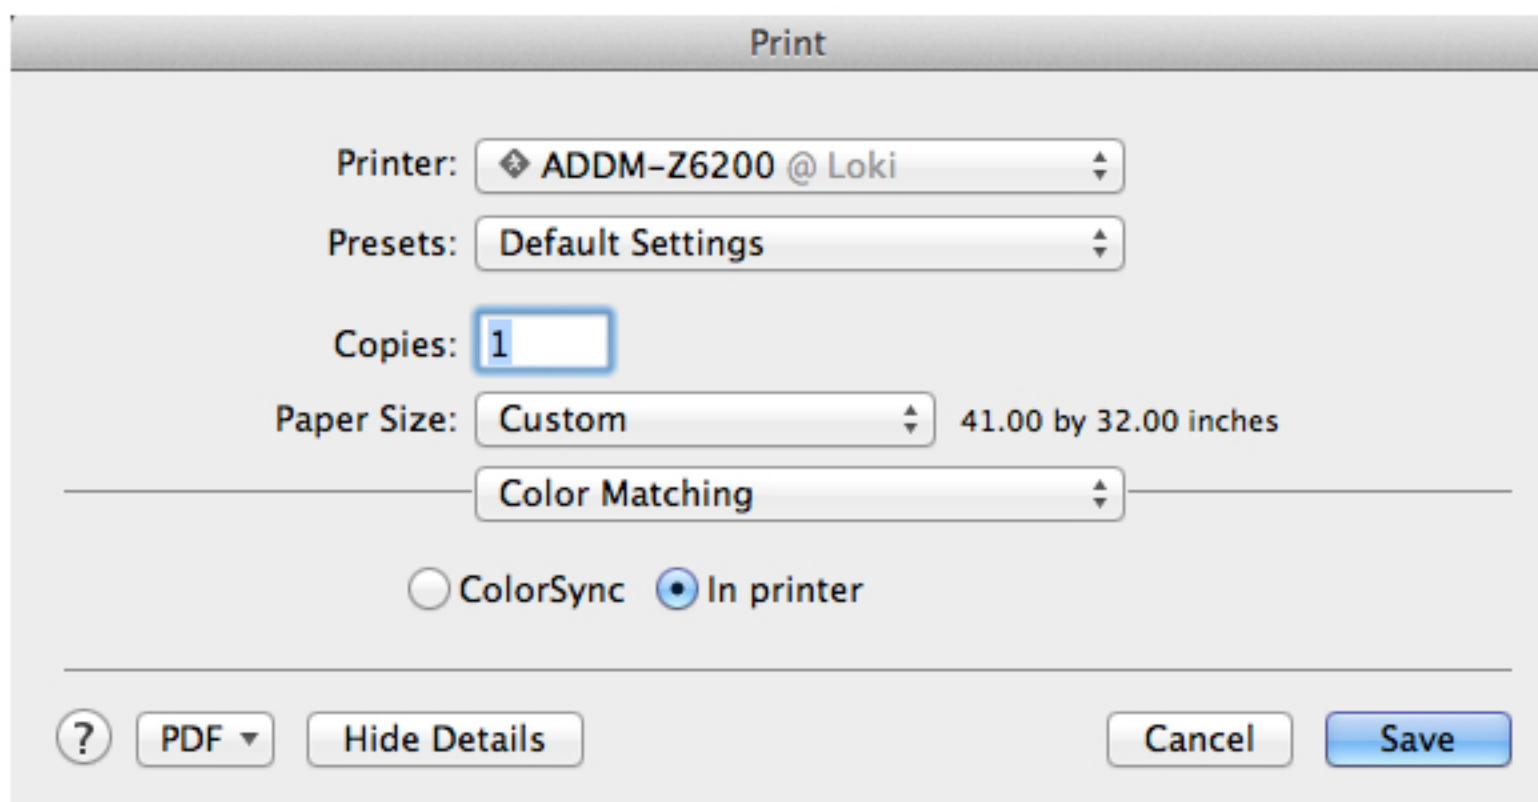 Print
Printer: ADDM-Z6200 @ Loki
Presets: Default Settings
Copies: 1
Paper Size: Custom 41.00 by 32.00 inches
Color Matching
ColorSync In printer
? PDF Hide Details Cancel Save